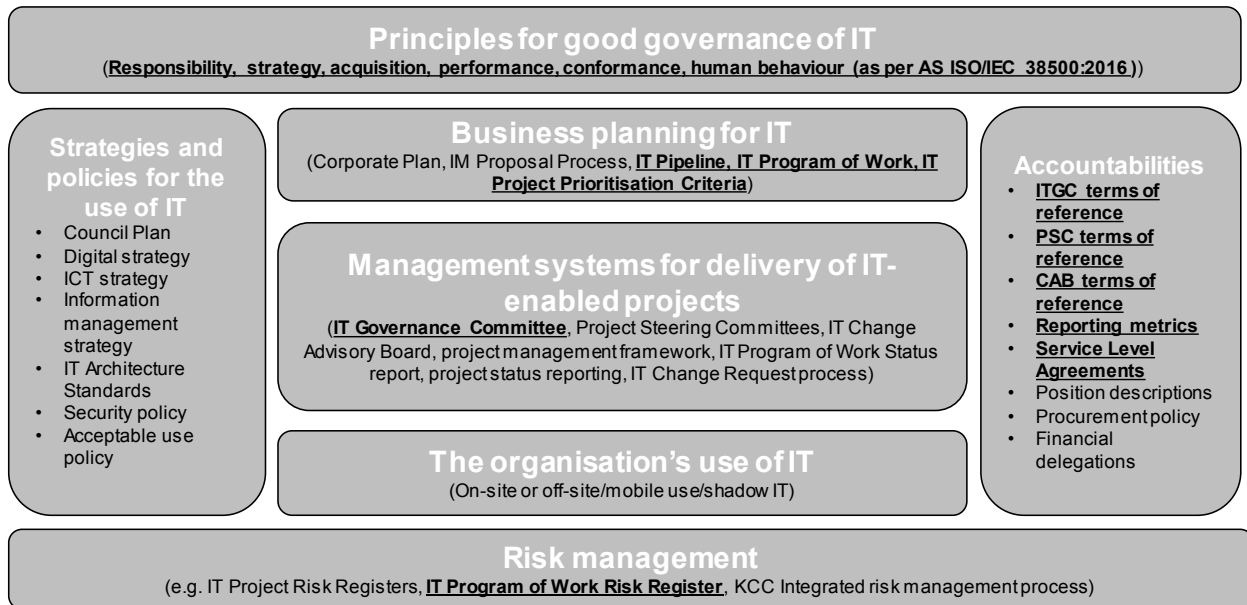 Principles for good governance of IT
(Responsibility, strategy, acquisition, performance, conformance, human behaviour (as per AS ISO/IEC 38500:2016 ))
Strategies and
policies for the
use of IT
• Council Plan
• Digital strategy
• ICT strategy
• Information
management
strategy
• IT Architecture
Standards
• Security policy
• Acceptable use
policy
Business planning for IT
(Corporate Plan, IM Proposal Process, IT Pipeline, IT Program of Work, IT
Project Prioritisation Criteria)
Management systems for delivery of IT-
enabled projects
(IT Governance Committee, Project Steering Committees, IT Change
Advisory Board, project management framework, IT Program of Work Status
report, project status reporting, IT Change Request process)
The organisation's use of IT
(On-site or off-site/mobile use/shadow IT)
Accountabilities
• ITGC terms of
reference
• PSC terms of
reference
• CAB terms of
reference
• Reporting metrics
• Service Level
Agreements
• Position descriptions
• Procurement policy
• Financial
delegations
Risk management
(e.g. IT Project Risk Registers, IT Program of Work Risk Register, KCC Integrated risk management process)